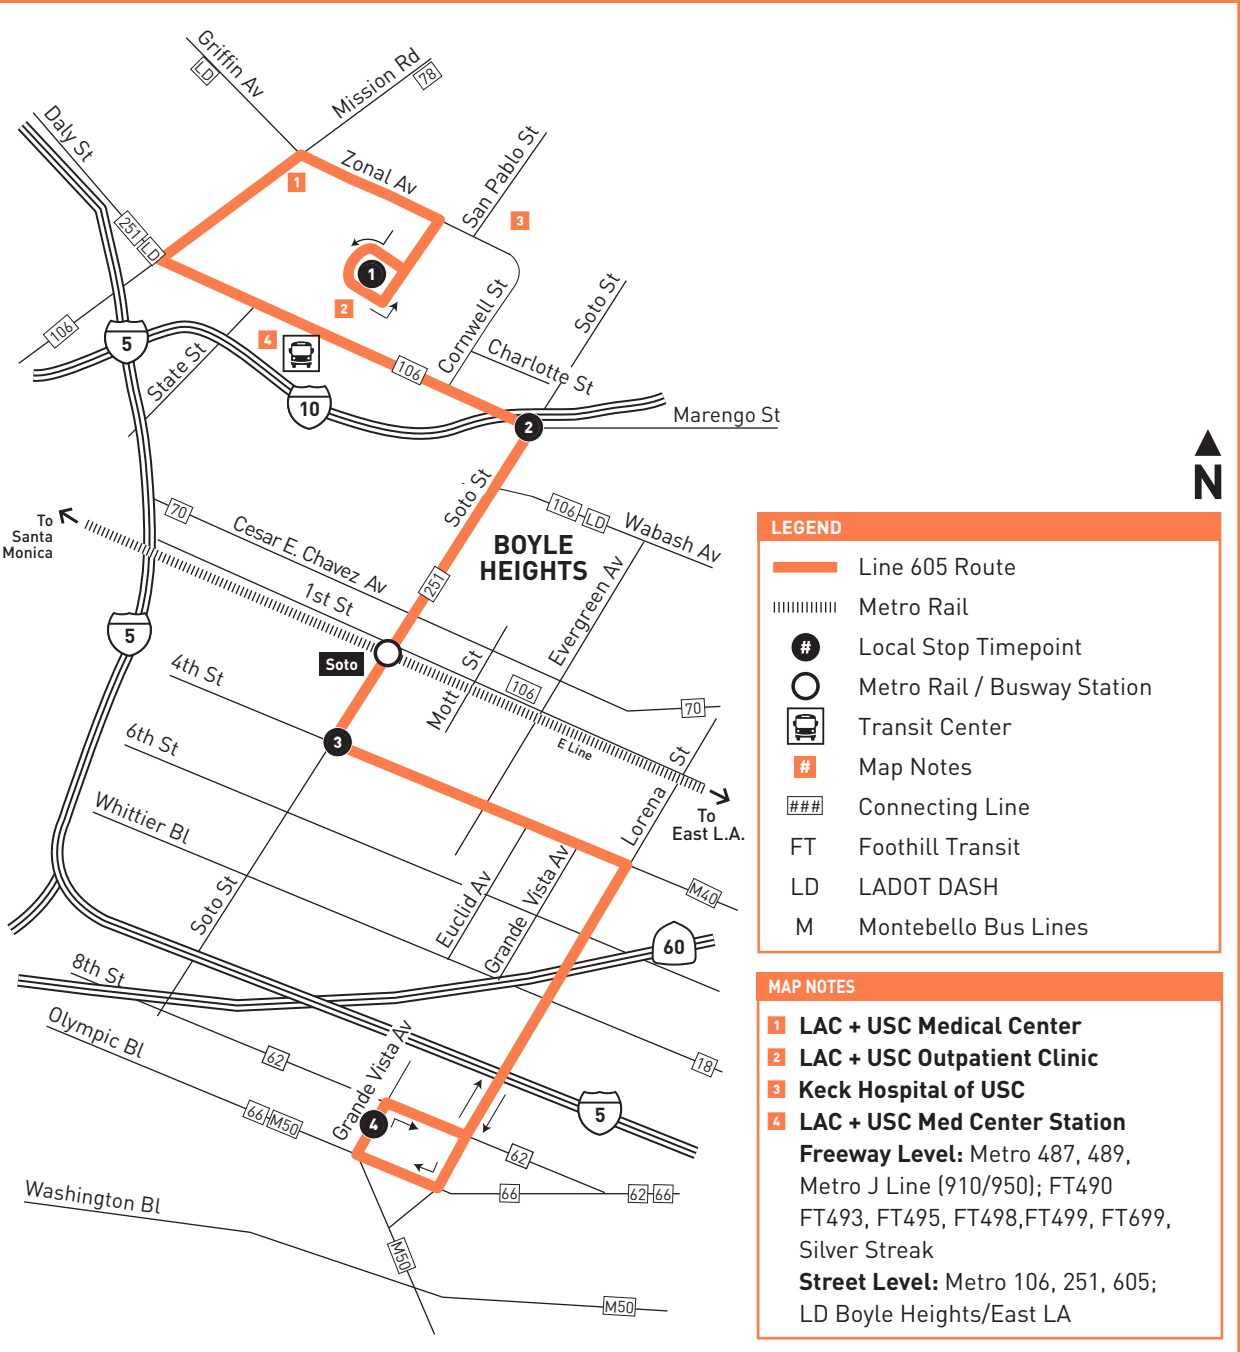 Griffin Av
LD
Mission Rd
78
Daly St
Zonal Av
San Pablo St
1
3
251
LD
1
2
Cornwell St
Soto St
106
5
State St
4
106
Charlotte St
10
2
Marengo St
N
To
Santa
Monica
70
Cesar E. Chavez Av
1st St
Soto St
106
LD
Wabash Av
BOYLE
HEIGHTS
251
Evergreen Av
5
Soto
4th St
Mott St
106
70
3
E Line
6th St
Whittier Bl
Lorena St
To
East L.A.
M40
Soto St
Euclid Av
Grande Vista Av
60
8th St
Olympic Bl
62
Grande Vista Av
18
66
M50
4
5
62
66
62
66
Washington Bl
M50
M50
LEGEND
Line 605 Route
Metro Rail
# Local Stop Timepoint
Metro Rail / Busway Station
Transit Center
# Map Notes
### Connecting Line
FT Foothill Transit
LD LADOT DASH
M Montebello Bus Lines
MAP NOTES
1 LAC + USC Medical Center
2 LAC + USC Outpatient Clinic
3 Keck Hospital of USC
4 LAC + USC Med Center Station
Freeway Level: Metro 487, 489,
Metro J Line (910/950); FT490
FT493, FT495, FT498,FT499, FT699,
Silver Streak
Street Level: Metro 106, 251, 605;
LD Boyle Heights/East LA